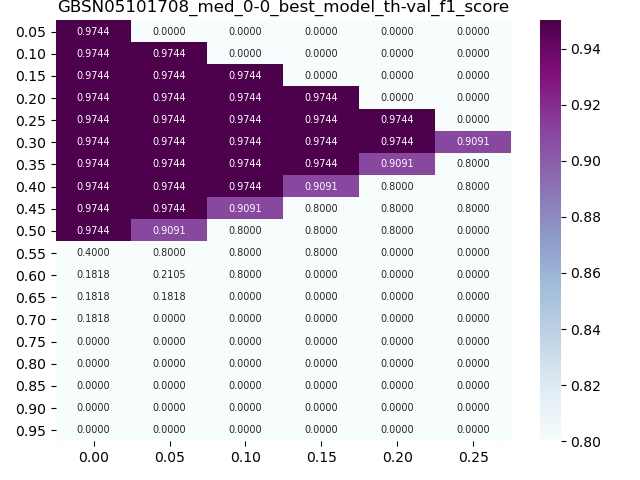 GBSN05101708_med_0-0_best_model_th-val_f1_score
0.05 0.9744 0.0000 0.0000 0.0000 0.0000 0.0000
0.10 0.9744 0.9744 0.0000 0.0000 0.0000 0.0000
0.15 0.9744 0.9744 0.9744 0.0000 0.0000 0.0000
0.20 0.9744 0.9744 0.9744 0.9744 0.0000 0.0000
0.25 0.9744 0.9744 0.9744 0.9744 0.9744 0.0000
0.30 0.9744 0.9744 0.9744 0.9744 0.9744 0.9091
0.35 0.9744 0.9744 0.9744 0.9744 0.9091 0.8000
0.40 0.9744 0.9744 0.9744 0.9091 0.8000 0.8000
0.45 0.9744 0.9744 0.9091 0.8000 0.8000 0.8000
0.50 0.9744 0.9091 0.8000 0.8000 0.8000 0.0000
0.55 0.4000 0.8000 0.8000 0.8000 0.0000 0.0000
0.60 0.1818 0.2105 0.8000 0.0000 0.0000 0.0000
0.65 0.1818 0.1818 0.0000 0.0000 0.0000 0.0000
0.70 0.1818 0.0000 0.0000 0.0000 0.0000 0.0000
0.75 0.0000 0.0000 0.0000 0.0000 0.0000 0.0000
0.80 0.0000 0.0000 0.0000 0.0000 0.0000 0.0000
0.85 0.0000 0.0000 0.0000 0.0000 0.0000 0.0000
0.90 0.0000 0.0000 0.0000 0.0000 0.0000 0.0000
0.95 0.0000 0.0000 0.0000 0.0000 0.0000 0.0000
0.00 0.05 0.10 0.15 0.20 0.25
0.94
0.92
0.90
0.88
0.86
0.84
0.82
0.80